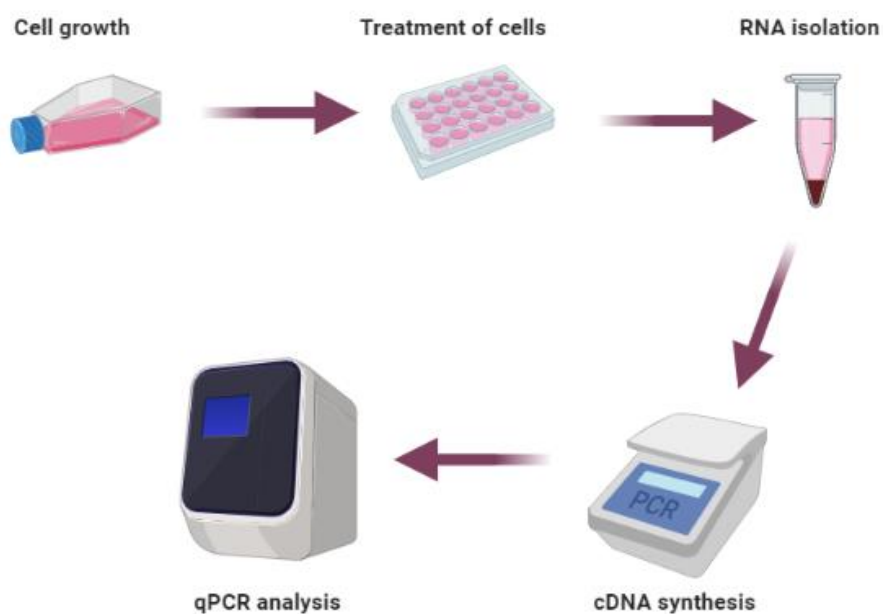 Cell growth
Treatment of cells
RNA isolation
PCR
cDNA synthesis
qPCR analysis